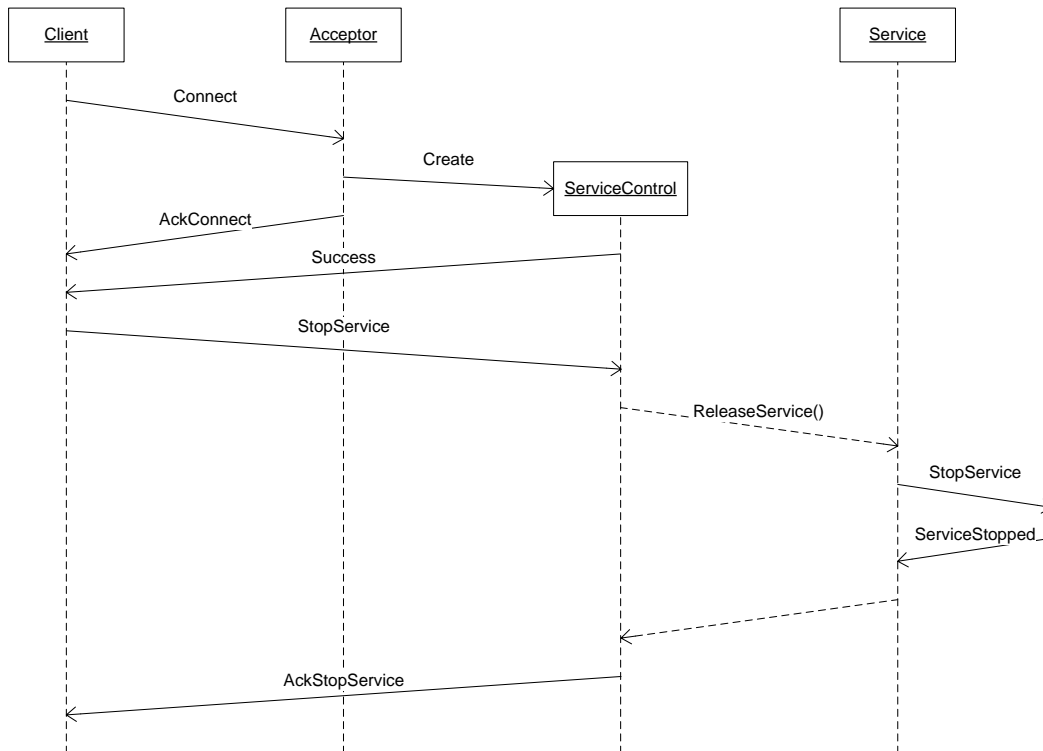 Client
Acceptor
Service
Connect
Create
ServiceControl
AckConnect
Success
StopService
ReleaseService()
StopService
ServiceStopped
AckStopService